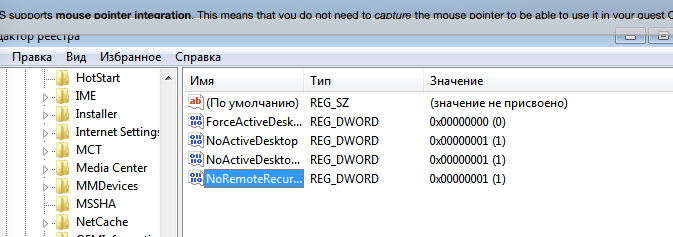 S supports mouse pointer integration. This means that you do not need to capture the mouse pointer to be able to use it in your guest O
дактор реестра
Правка Вид Избранное Справка
HotStart
IME
Installer
Internet Settings
MCT
Media Center
MMDevices
MSSHA
NetCache
Имя Тип Значение
(По умолчанию) REG_SZ (значение не присвоено)
ForceActiveDesk... REG_DWORD 0x00000000 (0)
NoActiveDesktop REG_DWORD 0x00000001 (1)
NoActiveDeskto... REG_DWORD 0x00000001 (1)
NoRemoteRecur... REG_DWORD 0x00000001 (1)